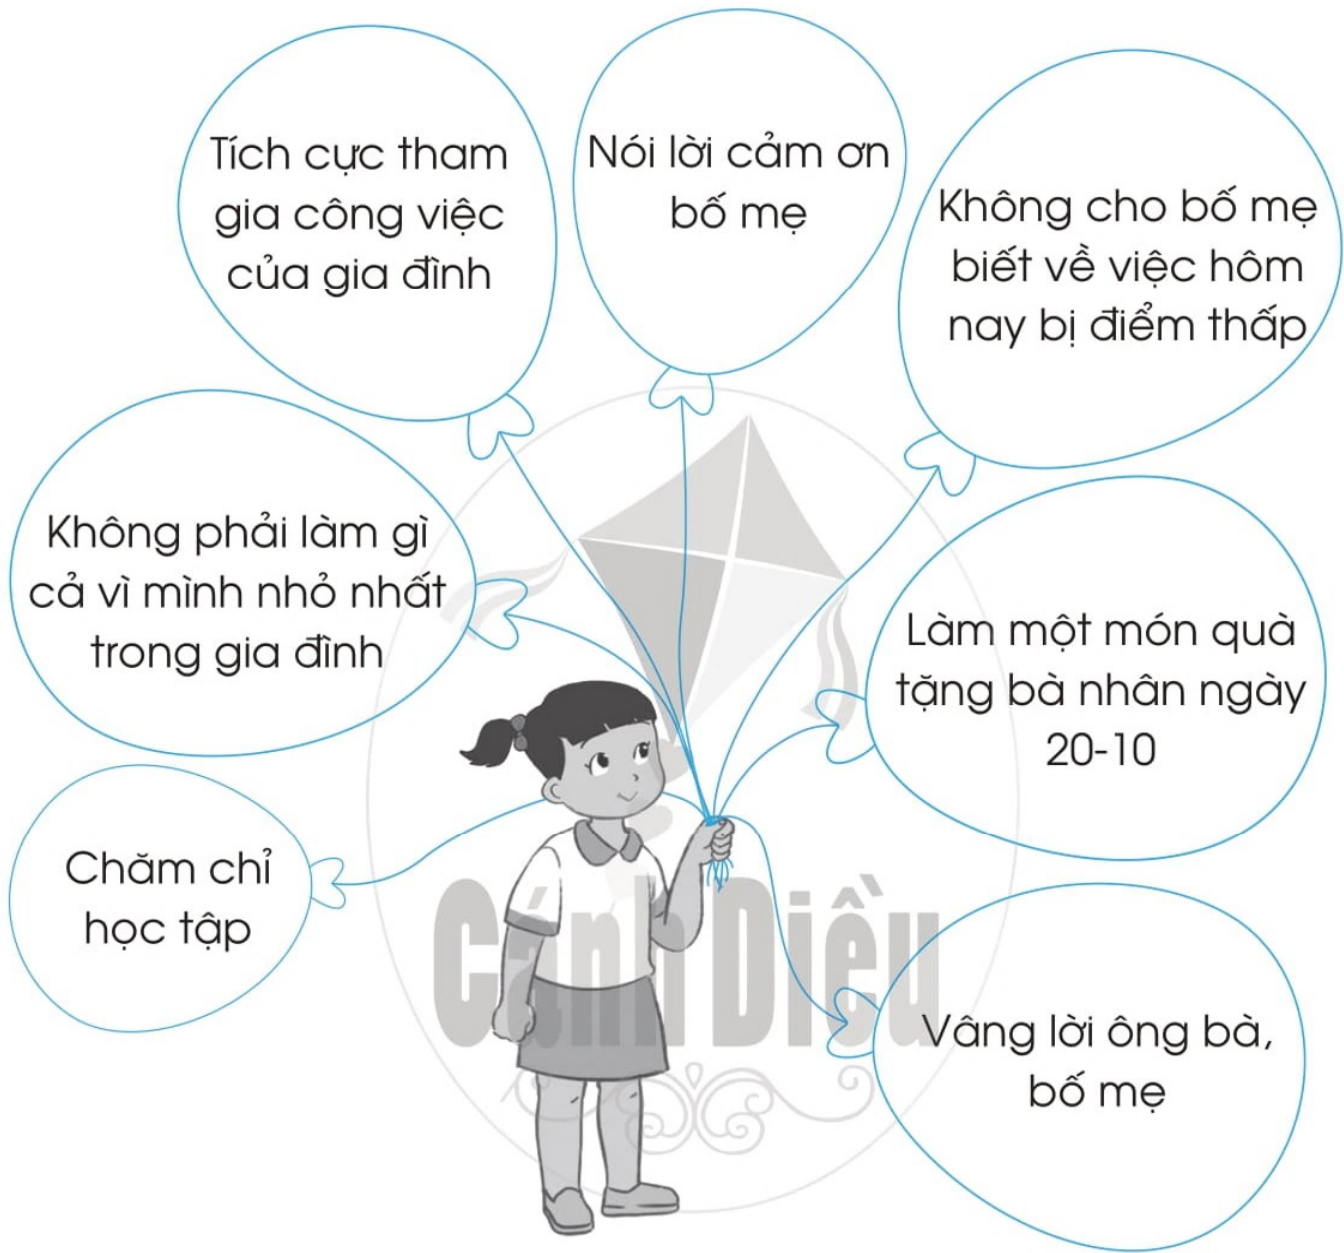 Tích cực tham
gia công việc
của gia đình
Nói lời cảm ơn
bố mẹ
Không cho bố mẹ
biết về việc hôm
nay bị điểm thấp
Không phải làm gì
cả vì mình nhỏ nhất
trong gia đình
Làm một món quà
tặng bà nhân ngày
20-10
Chăm chỉ
học tập
Cánh Diều
Vâng lời ông bà,
bố mẹ